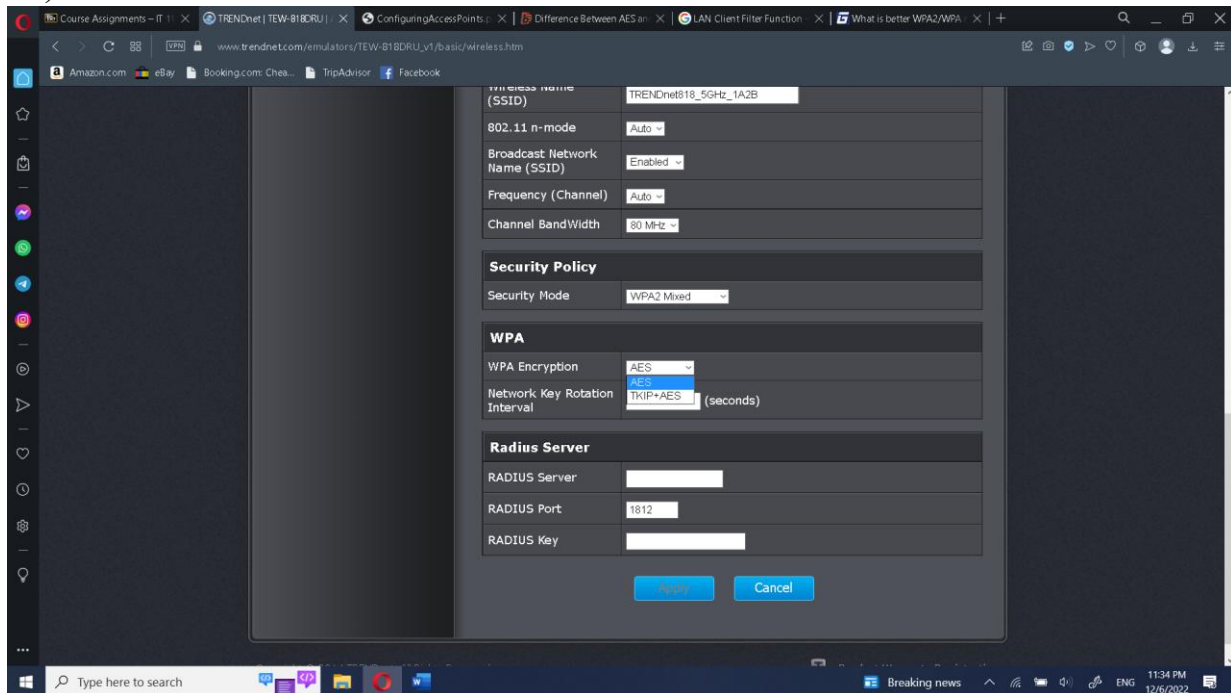 Course Assignments – IT 11
TRENDnet | TEW-818DRU |
ConfiguringAccessPoints.p
Difference Between AES an
LAN Client Filter Function -
What is better WPA2/WPA
VPN
www.trendnet.com/emulators/TEW-818DRU_v1/basic/wireless.htm
Amazon.com
eBay
Booking.com: Chea...
TripAdvisor
Facebook
Wireless Name
(SSID)
TRENDnet818_5GHz_1A2B
802.11 n-mode
Auto
Broadcast Network
Name (SSID)
Enabled
Frequency (Channel)
Auto
Channel BandWidth
80 MHz
Security Policy
Security Mode
WPA2 Mixed
WPA
WPA Encryption
AES
AES
TKIP+AES
Network Key Rotation
Interval
(seconds)
Radius Server
RADIUS Server
RADIUS Port
1812
RADIUS Key
Apply
Cancel
Type here to search
Breaking news
ENG
11:34 PM
12/6/2022